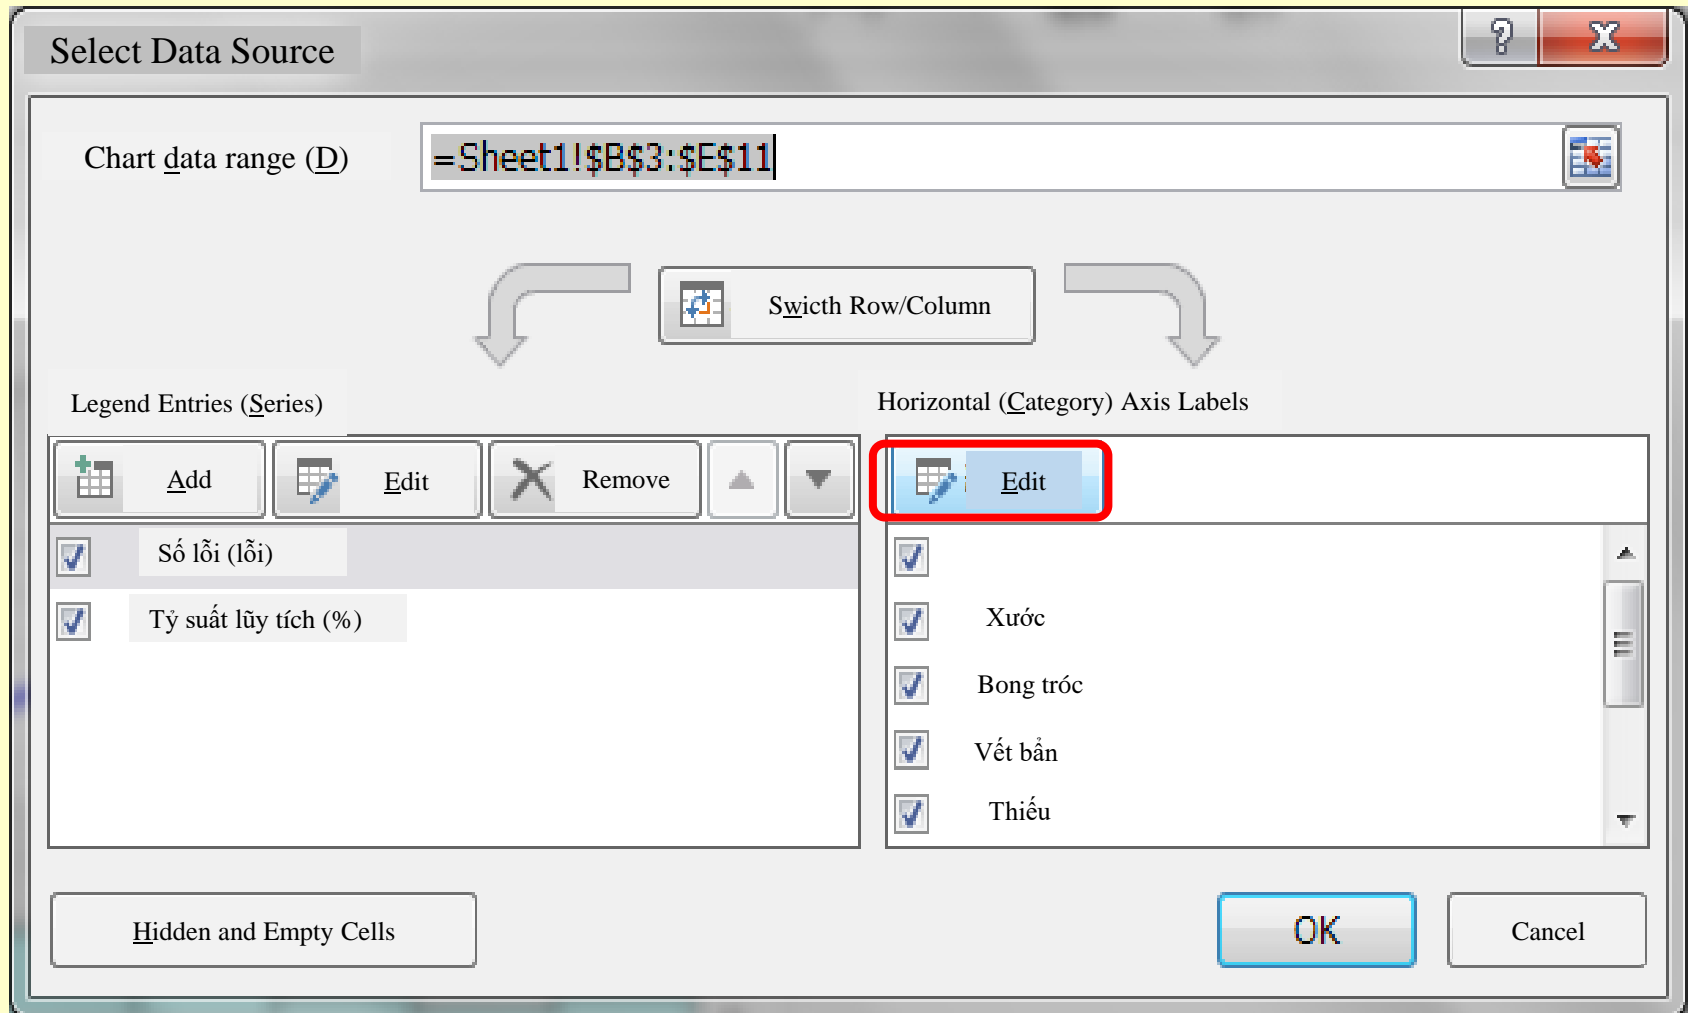 Select Data Source
Chart data range (D)
=Sheet1!$B$3:$E$11
Swicth Row/Column
Legend Entries (Series)
Horizontal (Category) Axis Labels
Add
Edit
Remove
Edit
Số lỗi (lỗi)
Tỷ suất lũy tích (%)
Xước
Bong tróc
Vết bẩn
Thiếu
Hidden and Empty Cells
OK
Cancel